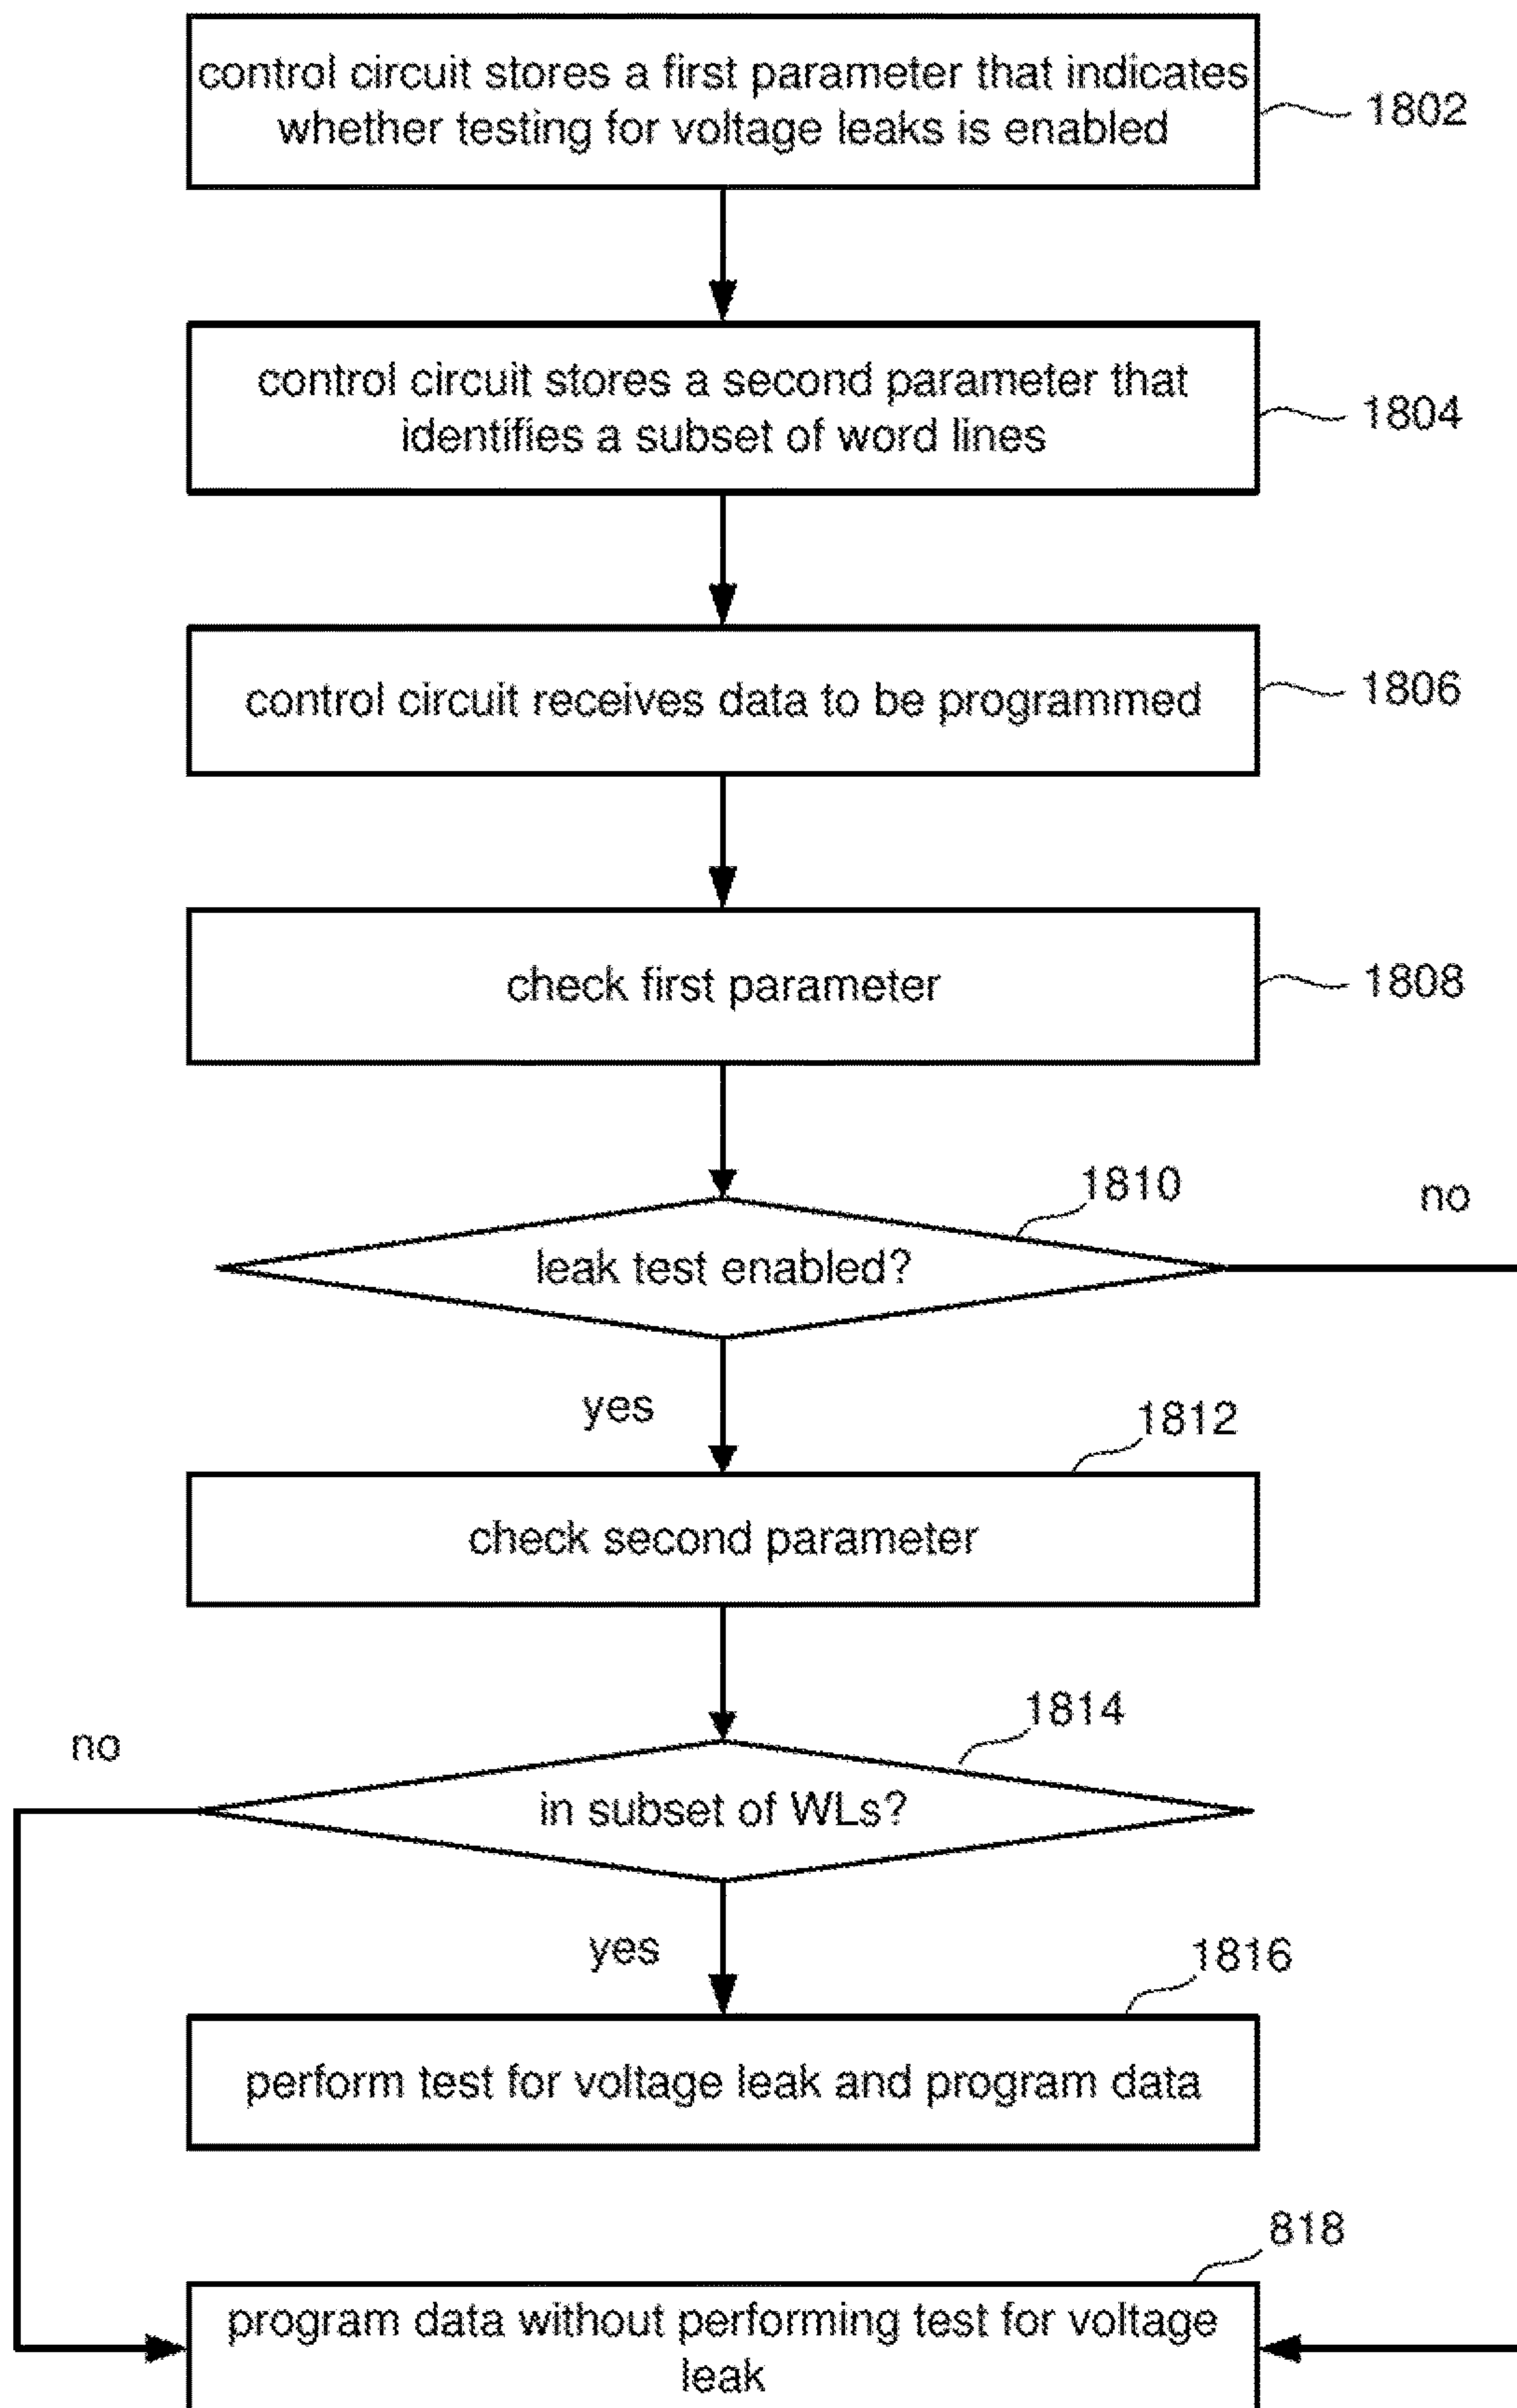 control circuit stores a first parameter that indicates
whether testing for voltage leaks is enabled
1802
control circuit stores a second parameter that
identifies a subset of word lines
1804
control circuit receives data to be programmed
1806
check first parameter
1808
1810
no
leak test enabled?
yes
1812
check second parameter
1814
no
in subset of WLs?
yes
1816
perform test for voltage leak and program data
818
program data without performing test for voltage
leak